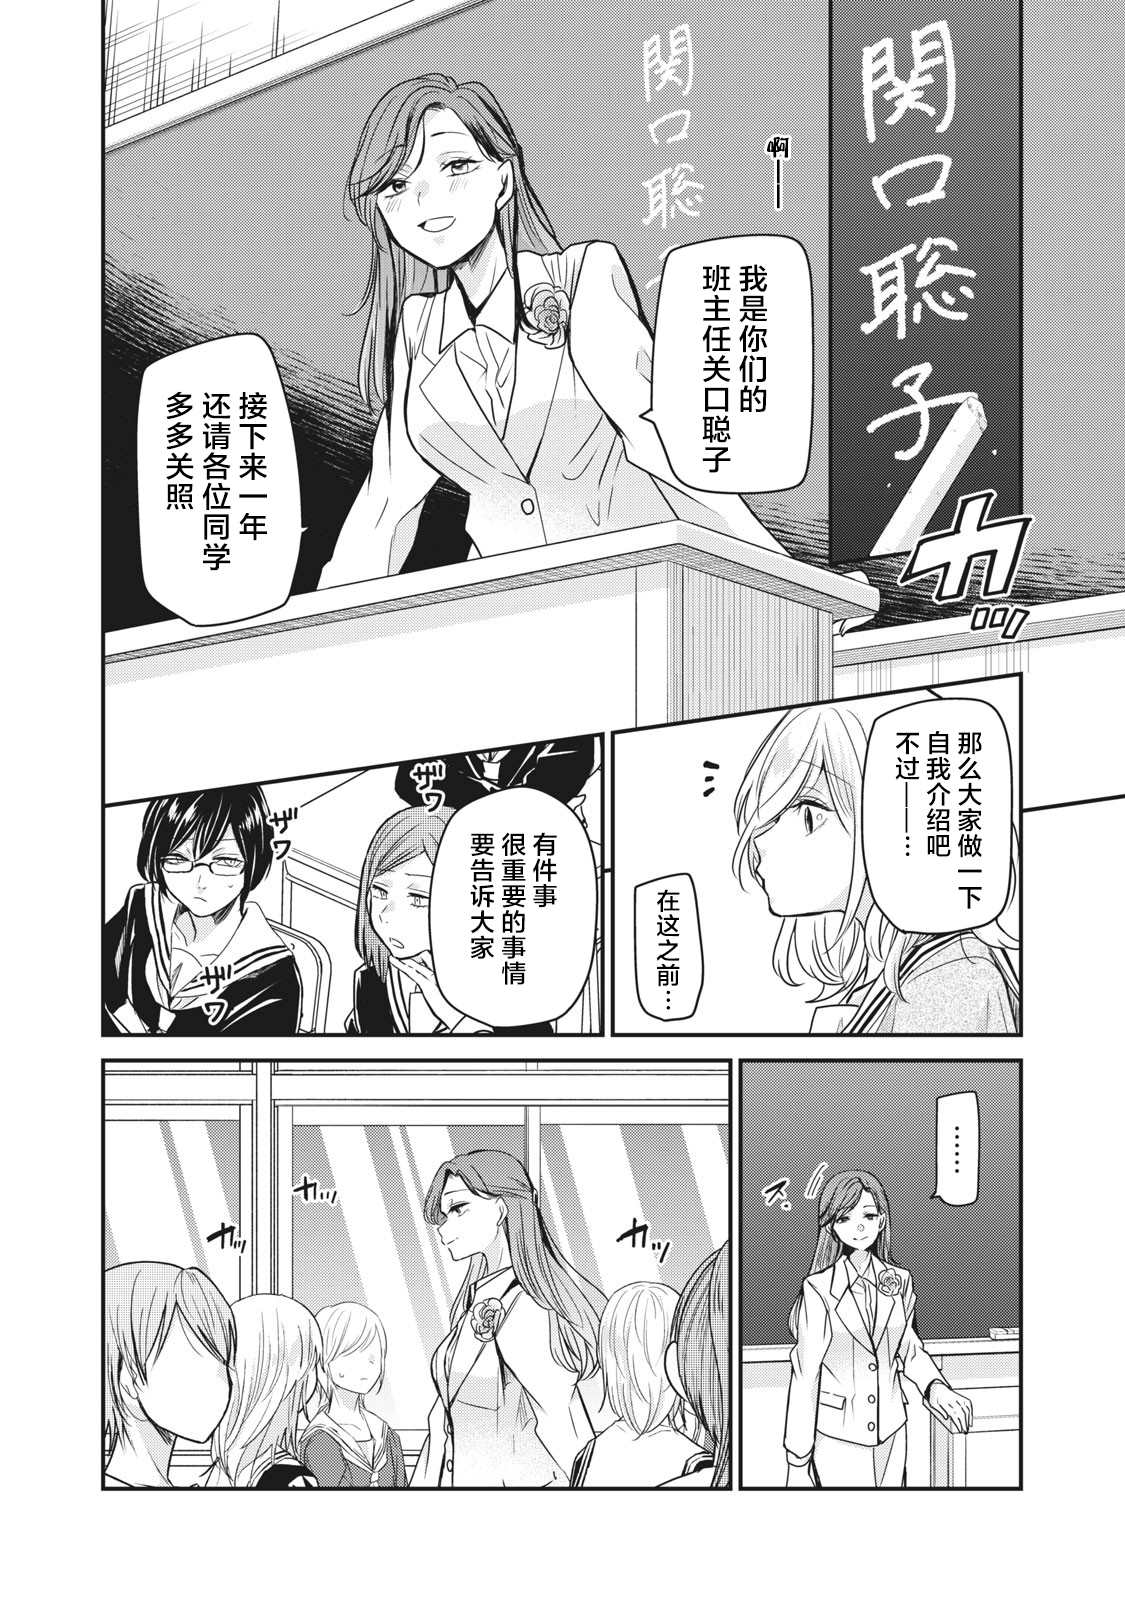 関口聡子
関口聡
カッ
啊——
我是你们的
班主任关口聪子
接下来一年
还请各位同学
多多关照
那么大家做一下
自我介绍吧
不过——…
在这之前…
有件事
很重要的事情
要告诉大家
ザワ
ザワ
ザワ
……
ス…
カッ
カッ
カッ